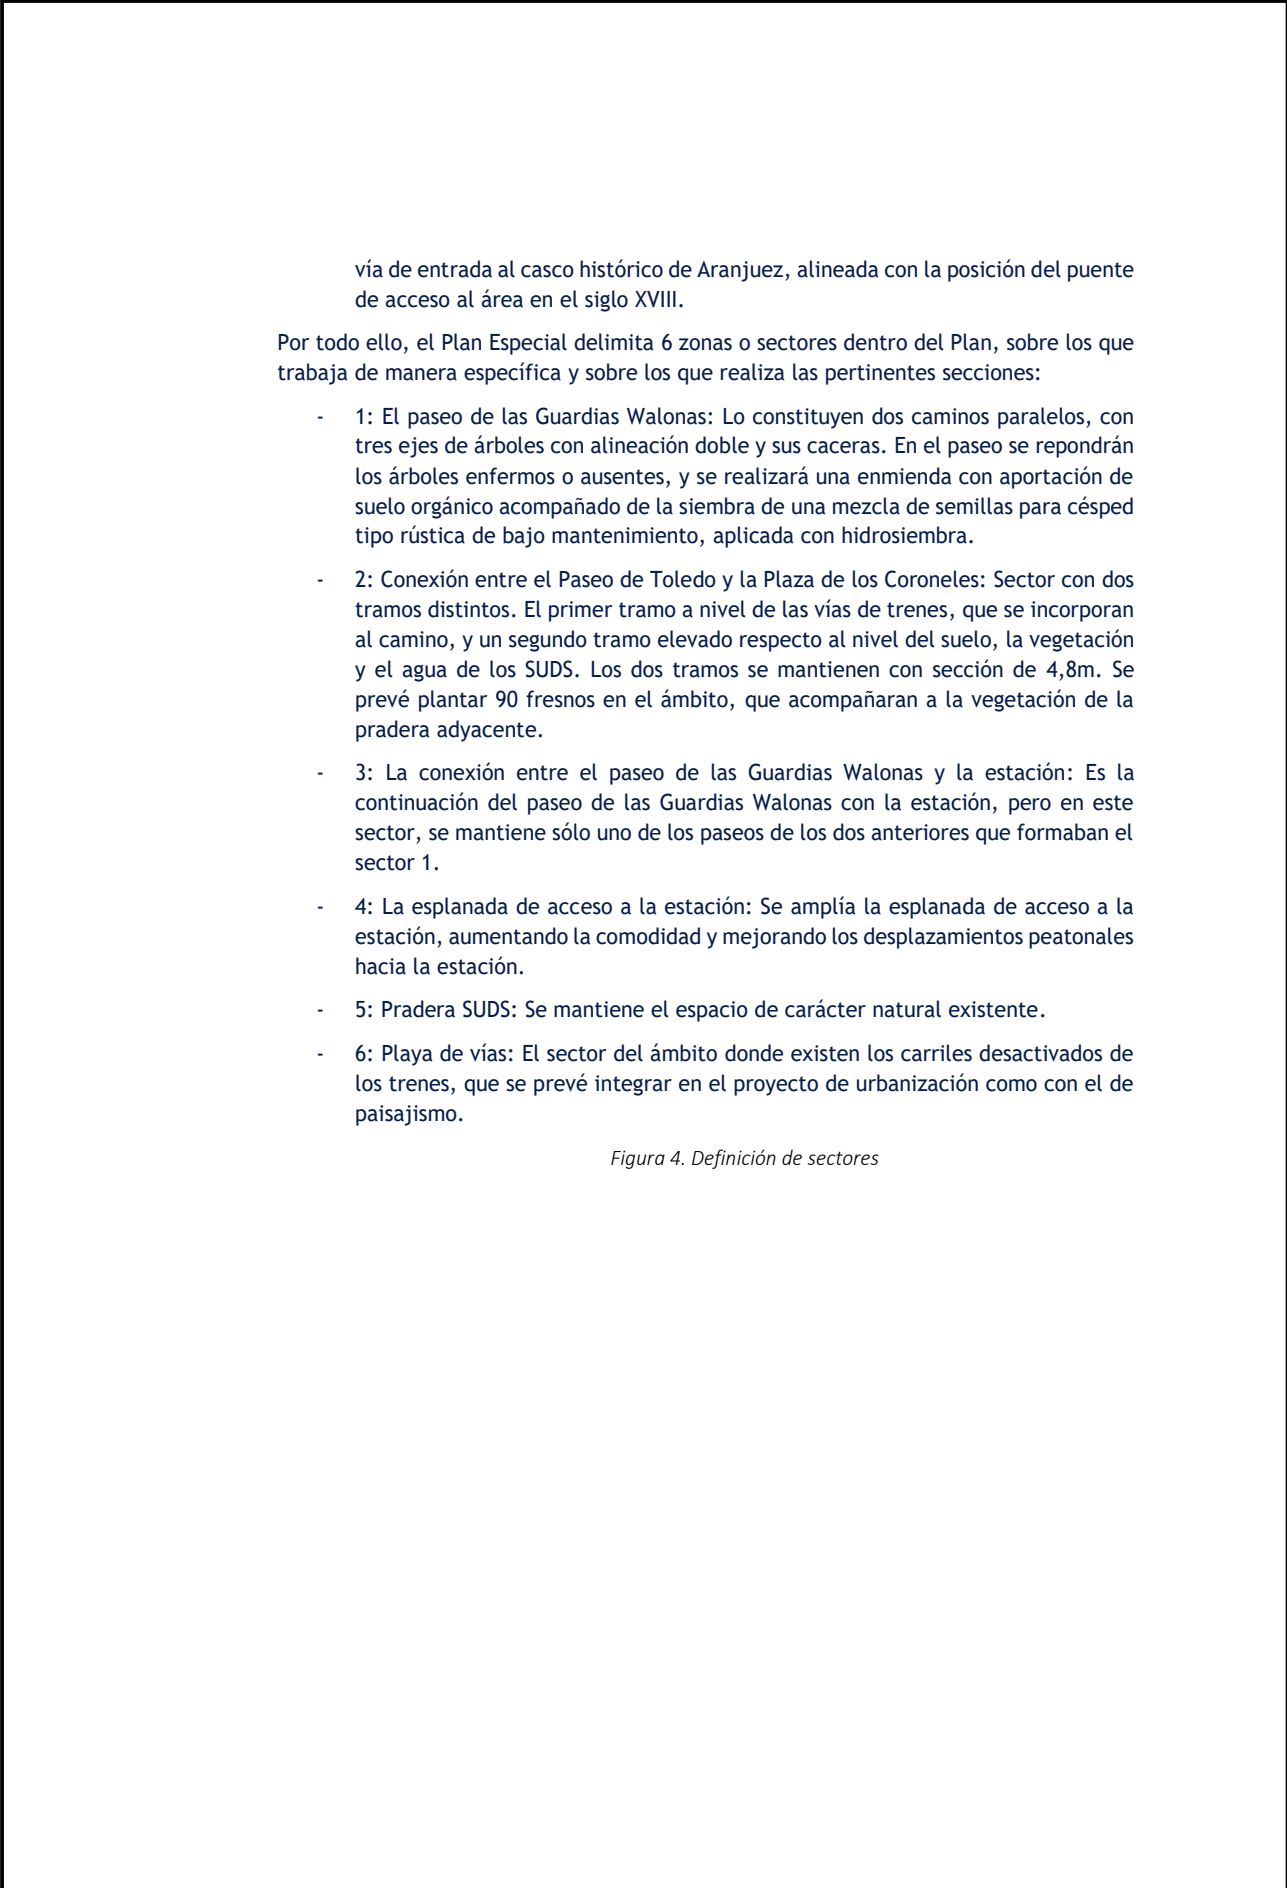 vía de entrada al casco histórico de Aranjuez, alineada con la posición del puente
de acceso al área en el siglo XVIII.
Por todo ello, el Plan Especial delimita 6 zonas o sectores dentro del Plan, sobre los que
trabaja de manera específica y sobre los que realiza las pertinentes secciones:
- 1: El paseo de las Guardias Walonas: Lo constituyen dos caminos paralelos, con
tres ejes de árboles con alineación doble y sus caceras. En el paseo se repondrán
los árboles enfermos o ausentes, y se realizará una enmienda con aportación de
suelo orgánico acompañado de la siembra de una mezcla de semillas para césped
tipo rústica de bajo mantenimiento, aplicada con hidrosiembra.
- 2: Conexión entre el Paseo de Toledo y la Plaza de los Coroneles: Sector con dos
tramos distintos. El primer tramo a nivel de las vías de trenes, que se incorporan
al camino, y un segundo tramo elevado respecto al nivel del suelo, la vegetación
y el agua de los SUDS. Los dos tramos se mantienen con sección de 4,8m. Se
prevé plantar 90 fresnos en el ámbito, que acompañaran a la vegetación de la
pradera adyacente.
- 3: La conexión entre el paseo de las Guardias Walonas y la estación: Es la
continuación del paseo de las Guardias Walonas con la estación, pero en este
sector, se mantiene sólo uno de los paseos de los dos anteriores que formaban el
sector 1.
- 4: La esplanada de acceso a la estación: Se amplía la esplanada de acceso a la
estación, aumentando la comodidad y mejorando los desplazamientos peatonales
hacia la estación.
- 5: Pradera SUDS: Se mantiene el espacio de carácter natural existente.
- 6: Playa de vías: El sector del ámbito donde existen los carriles desactivados de
los trenes, que se prevé integrar en el proyecto de urbanización como con el de
paisajismo.
Figura 4. Definición de sectores